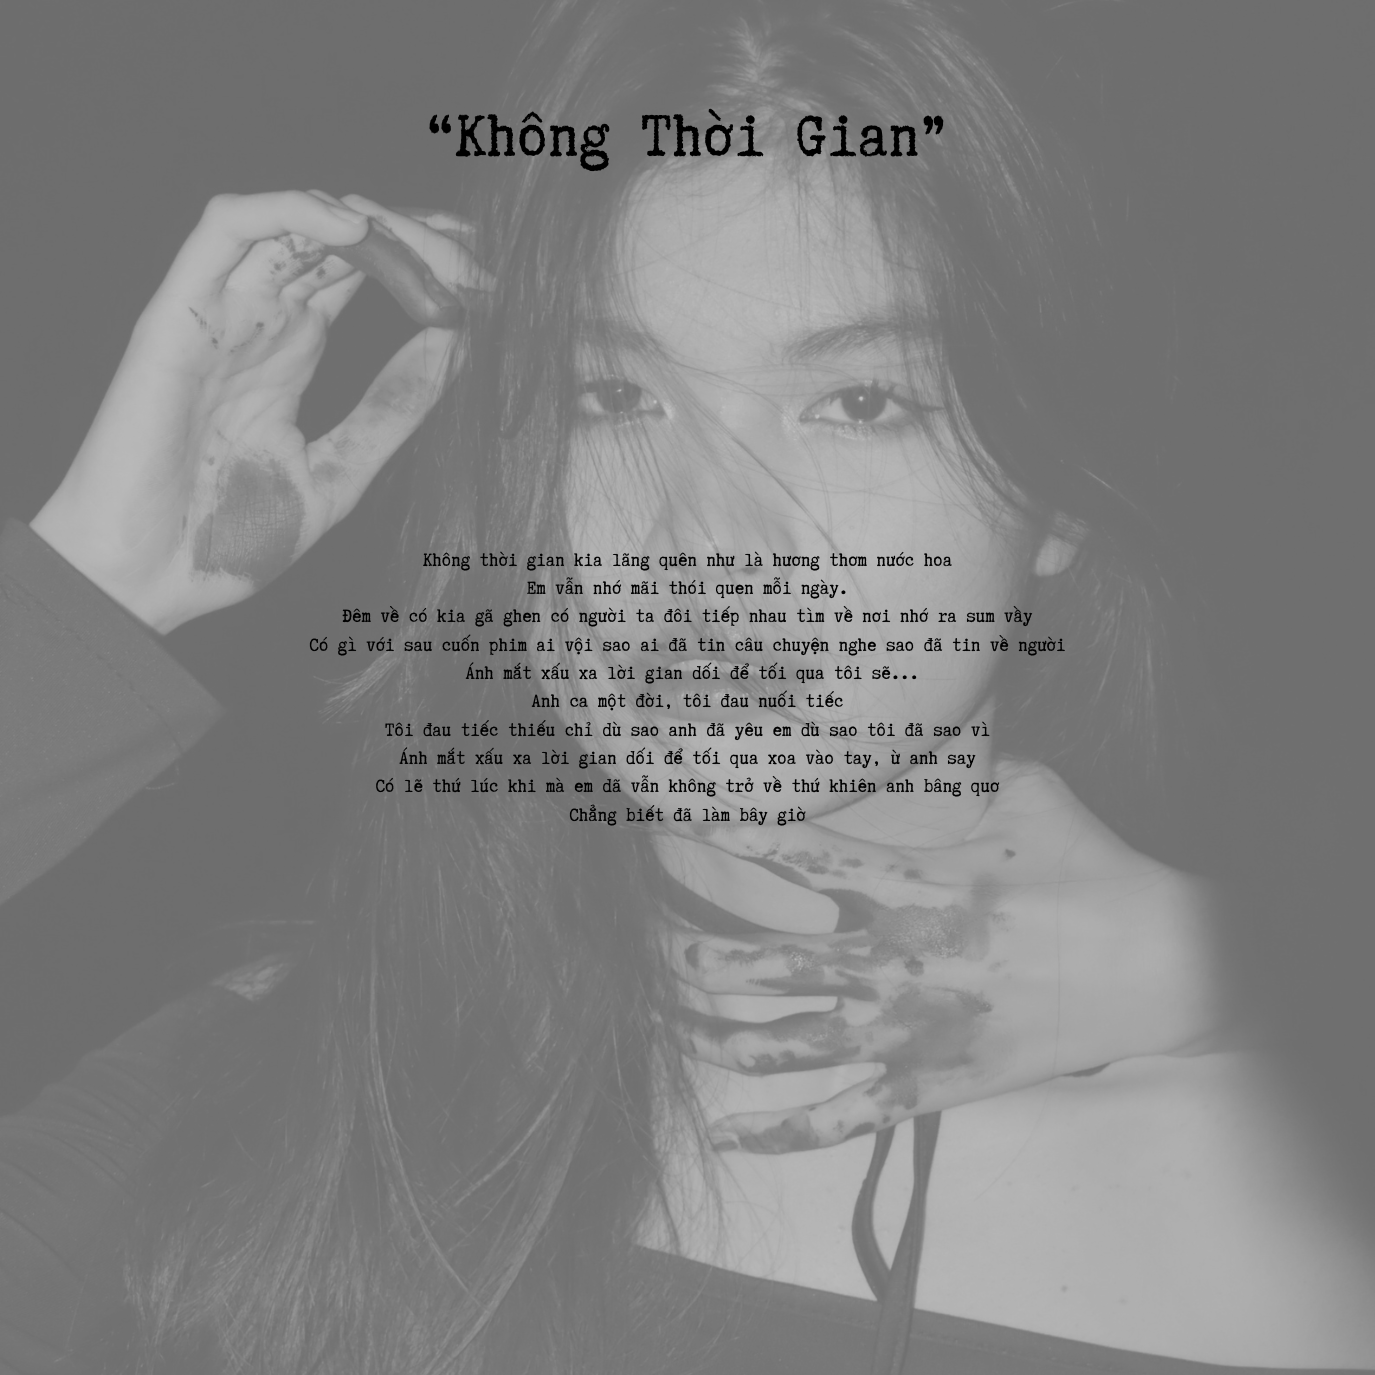 “Không Thời Gian”
Không thời gian kia lãng quên như là hương thơm nước hoa
Em vẫn nhớ mãi thói quen mỗi ngày.
Đêm về có kia gã ghen có người ta đôi tiếp nhau tìm về nơi nhớ ra sum vầy
Có gì với sau cuốn phim ai vội sao ai đã tin câu chuyện nghe sao đã tin về người
Ánh mắt xấu xa lời gian dối để tối qua tôi sẽ...
Anh ca một đời, tôi đau nuối tiếc
Tôi đau tiếc thiếu chỉ dù sao anh đã yêu em dù sao tôi đã sao vì
Ánh mắt xấu xa lời gian dối để tối qua xoa vào tay, ừ anh say
Có lẽ thứ lúc khi mà em dã vẫn không trở về thứ khiên anh bâng quơ
Chẳng biết đã làm bây giờ